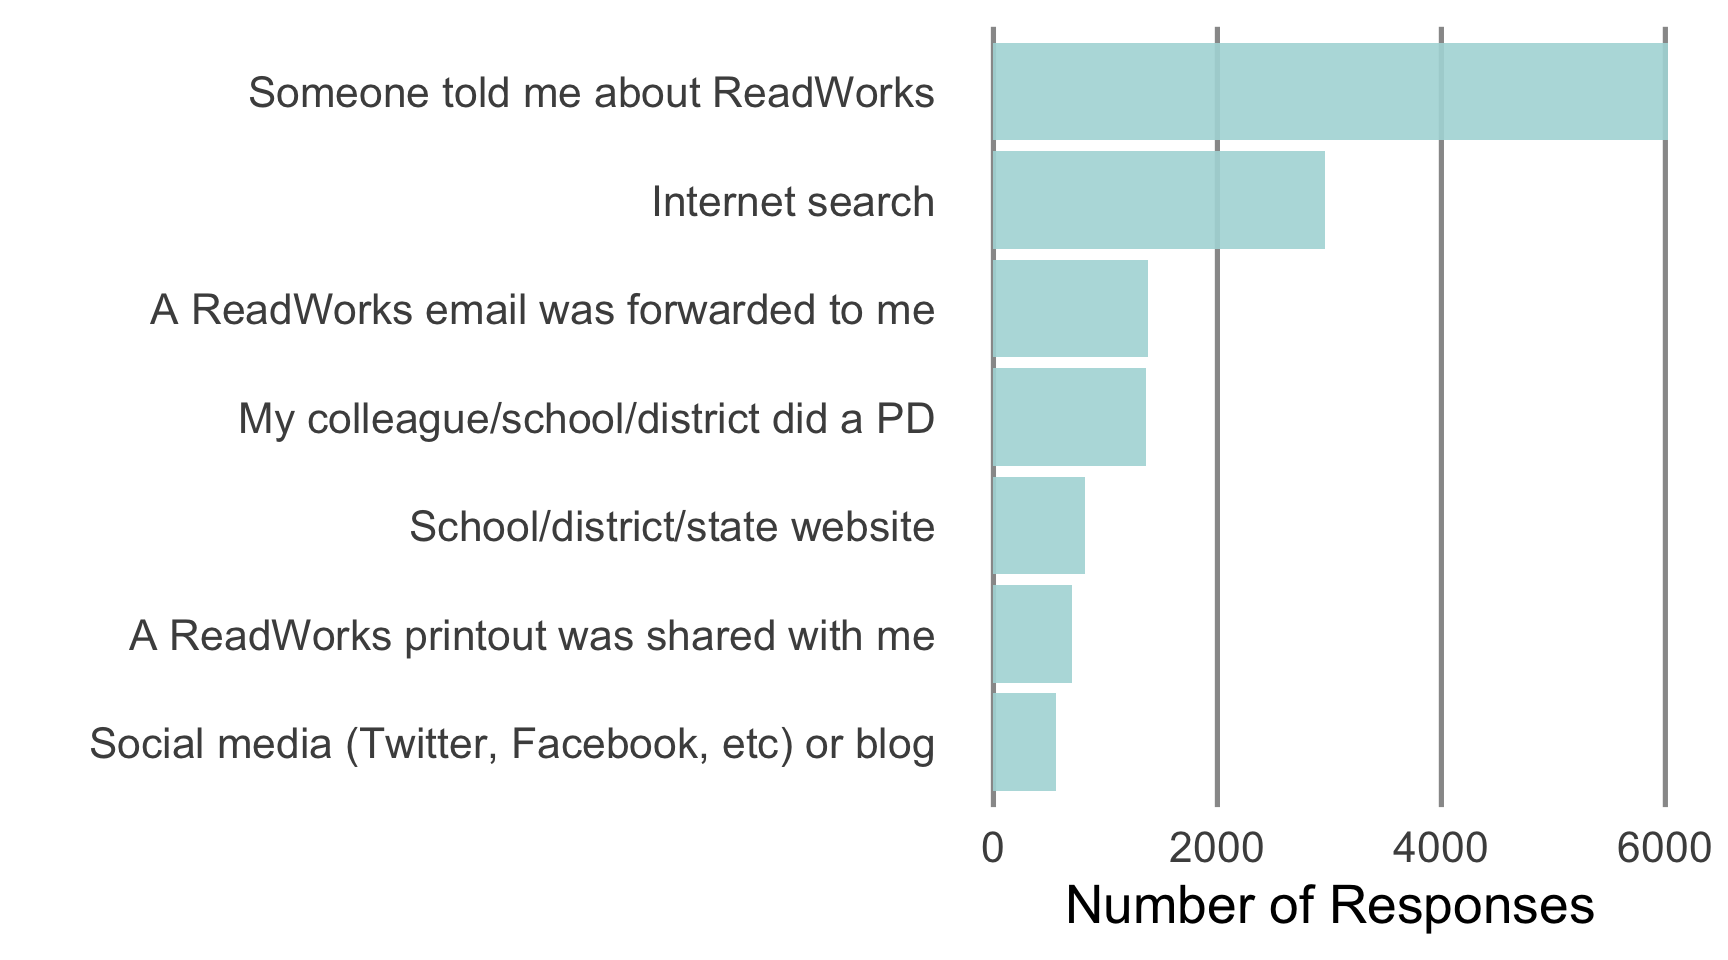 Someone told me about ReadWorks
Internet search
A ReadWorks email was forwarded to me
My colleague/school/district did a PD
School/district/state website
A ReadWorks printout was shared with me
Social media (Twitter, Facebook, etc) or blog
0 2000 4000 6000
Number of Responses